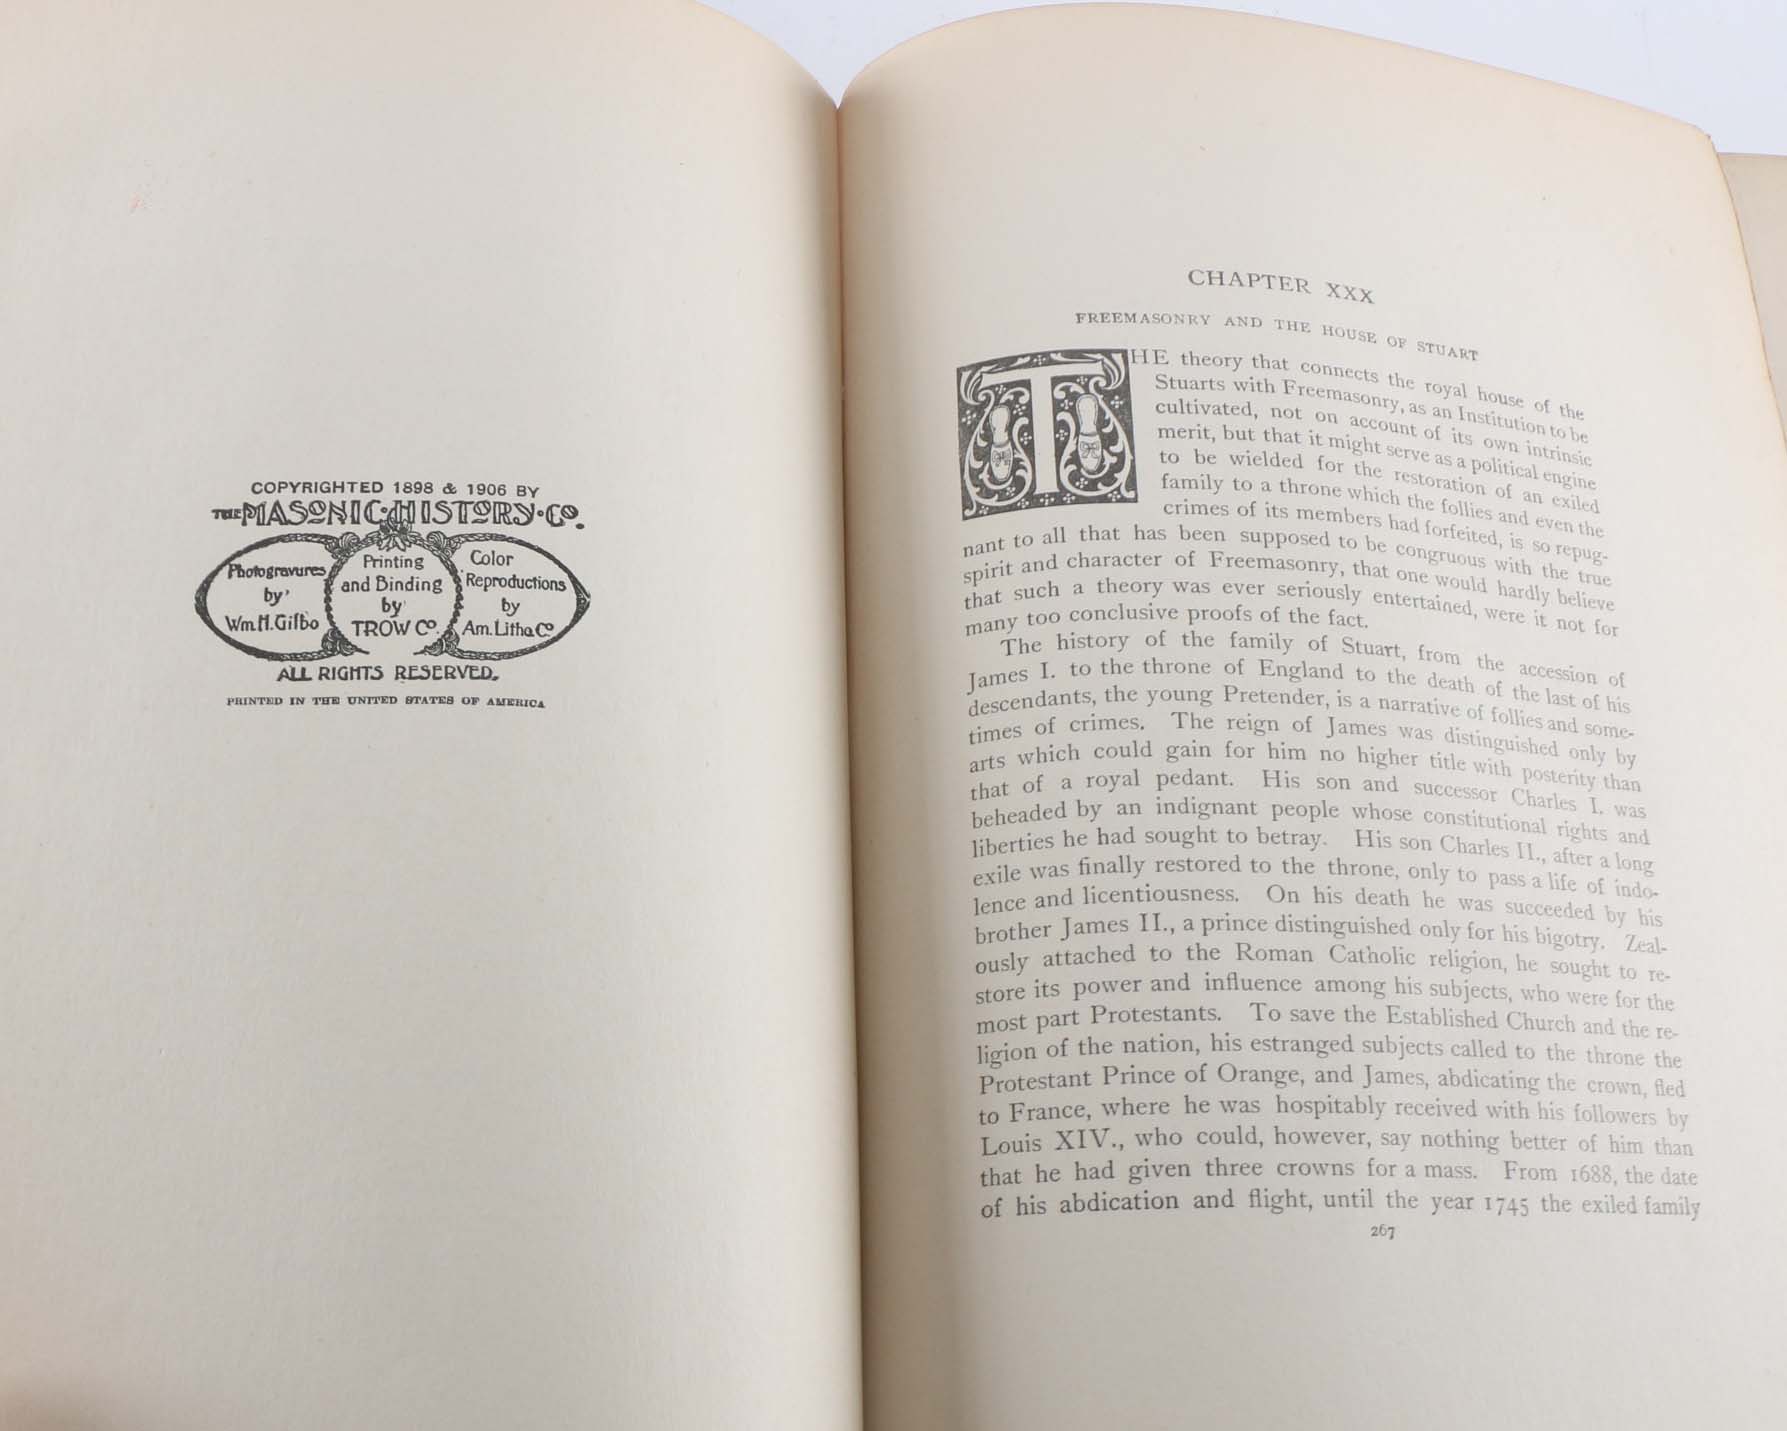 COPYRIGHTED 1898 & 1906 BY
THE MASONIC·HISTORY·CO.
Photogravures
by
Wm. H. Gilbo
Printing
and Binding
by
TROW CO.
Color
Reproductions
by
Am. Litho Co
ALL RIGHTS RESERVED.
PRINTED IN THE UNITED STATES OF AMERICA
CHAPTER XXX
FREEMASONRY AND THE HOUSE OF STUART
THE theory that connects the royal house of the
Stuarts with Freemasonry, as an Institution to be
cultivated, not on account of its own intrinsic
merit, but that it might serve as a political engine
to be wielded for the restoration of an exiled
family to a throne which the follies and even the
crimes of its members had forfeited, is so repug-
nant to all that has been supposed to be congruous with the true
spirit and character of Freemasonry, that one would hardly believe
that such a theory was ever seriously entertained, were it not for
many too conclusive proofs of the fact.
The history of the family of Stuart, from the accession of
James I. to the throne of England to the death of the last of his
descendants, the young Pretender, is a narrative of follies and some-
times of crimes. The reign of James was distinguished only by
arts which could gain for him no higher title with posterity than
that of a royal pedant. His son and successor Charles I. was
beheaded by an indignant people whose constitutional rights and
liberties he had sought to betray. His son Charles II., after a long
exile was finally restored to the throne, only to pass a life of indo-
lence and licentiousness. On his death he was succeeded by his
brother James II., a prince distinguished only for his bigotry. Zeal-
ously attached to the Roman Catholic religion, he sought to re-
store its power and influence among his subjects, who were for the
most part Protestants. To save the Established Church and the re-
ligion of the nation, his estranged subjects called to the throne the
Protestant Prince of Orange, and James, abdicating the crown, fled
to France, where he was hospitably received with his followers by
Louis XIV., who could, however, say nothing better of him than
that he had given three crowns for a mass. From 1688, the date
of his abdication and flight, until the year 1745 the exiled family
267